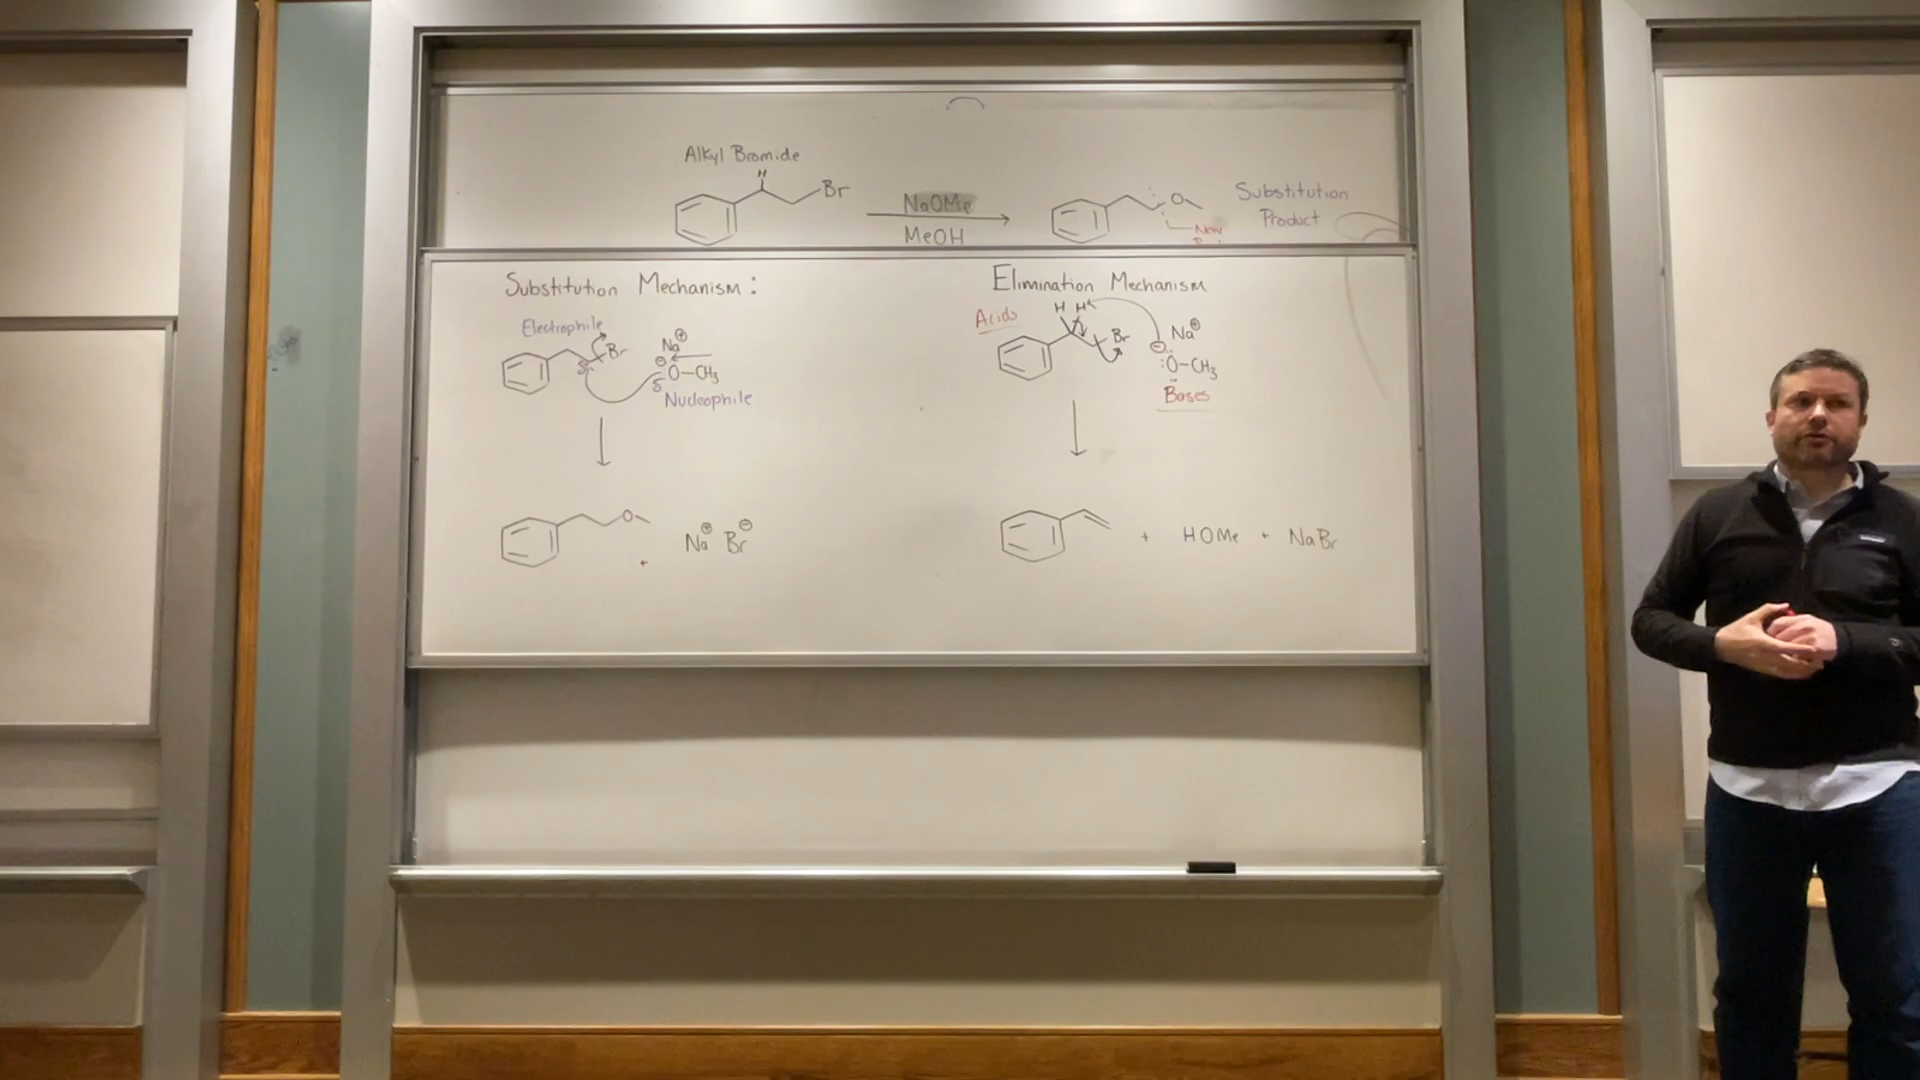 Alkyl Bromide
H
Br
NaOMe
MeOH
O
New
Substitution
Product
Substitution Mechanism:
Electrophile
Br
δ+
Na⊕
⊖
:O-CH3
δ-
Nucleophile
O
+
Na⊕ Br⊖
Elimination Mechanism
Acids
H H
Br
Na⊕
⊖
:O-CH3
Bases
+ HOMe + NaBr